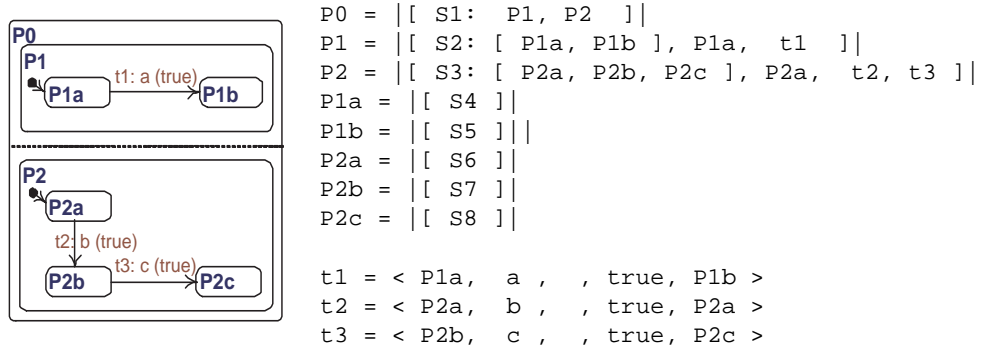 P0
P1
t1: a (true)
P1a
P1b
P2
P2a
t2: b (true)
t3: c (true)
P2b
P2c
P0 = |[ S1: P1, P2 ]|
P1 = |[ S2: [ P1a, P1b ], P1a, t1 ]|
P2 = |[ S3: [ P2a, P2b, P2c ], P2a, t2, t3 ]|
P1a = |[ S4 ]|
P1b = |[ S5 ]||
P2a = |[ S6 ]|
P2b = |[ S7 ]|
P2c = |[ S8 ]|
t1 = < P1a, a , , true, P1b >
t2 = < P2a, b , , true, P2a >
t3 = < P2b, c , , true, P2c >